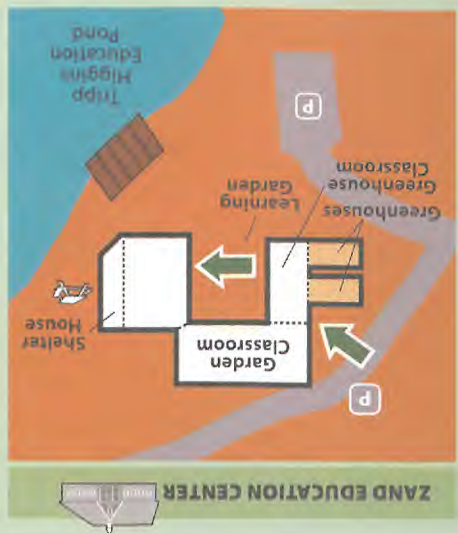 ZAND EDUCATION CENTER
P
Garden
Classroom
Shelter
House
Greenhouses
Learning
Garden
Greenhouse
Classroom
P
Tripp
Higgins
Education
Pond